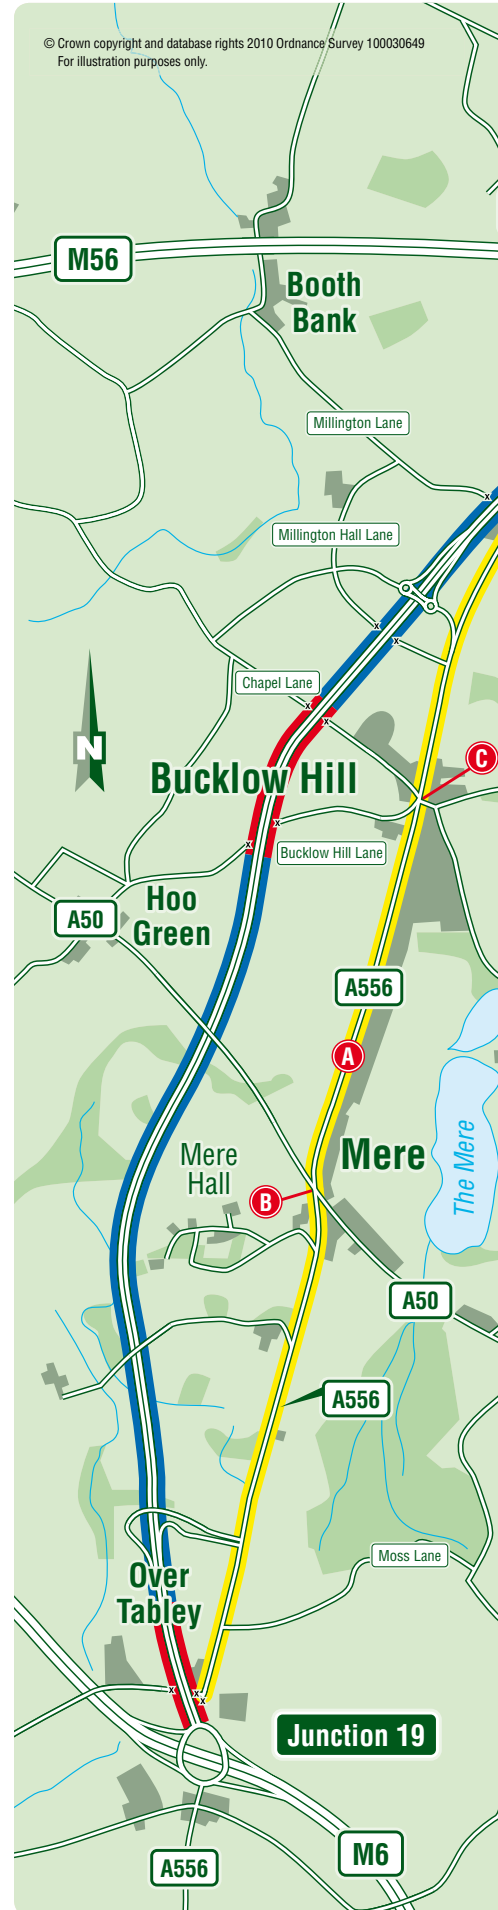 © Crown copyright and database rights 2010 Ordnance Survey 100030649
For illustration purposes only.
M56
Booth
Bank
Millington Lane
x
Millington Hall Lane
x
x
Chapel Lane
x
x
N
C
Bucklow Hill
x
x
Bucklow Hill Lane
Hoo
Green
A50
A556
A
Mere
Mere
Hall
The Mere
B
A50
A556
Moss Lane
Over
Tabley
x
x
x
Junction 19
M6
A556